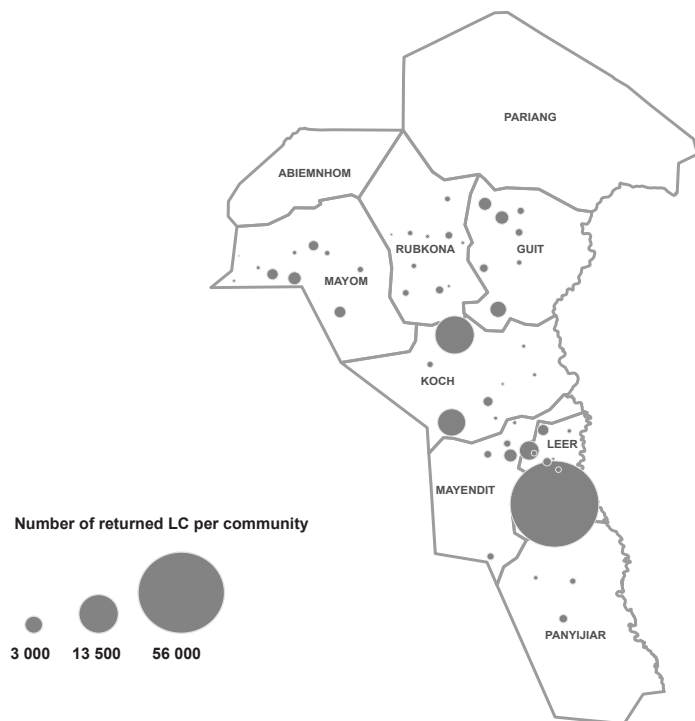 PARIANG
ABIEMNHOM
RUBKONA
GUIT
MAYOM
KOCH
LEER
MAYENDIT
Number of returned LC per community
PANYIJIAR
3 000 13 500 56 000